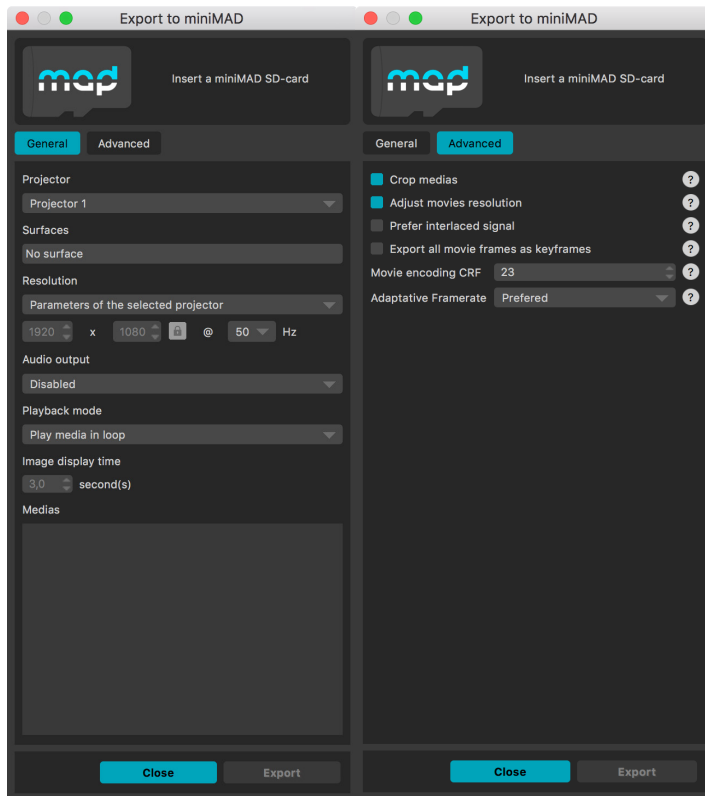 Export to miniMAD
map
Insert a miniMAD SD-card
General
Advanced
Projector
Projector 1
Surfaces
No surface
Resolution
Parameters of the selected projector
1920 x 1080 @ 50 Hz
Audio output
Disabled
Playback mode
Play media in loop
Image display time
3,0 second(s)
Medias
Close
Export
Export to miniMAD
map
Insert a miniMAD SD-card
General
Advanced
Crop medias ?
Adjust movies resolution ?
Prefer interlaced signal ?
Export all movie frames as keyframes ?
Movie encoding CRF 23 ?
Adaptative Framerate Prefered ?
Close
Export